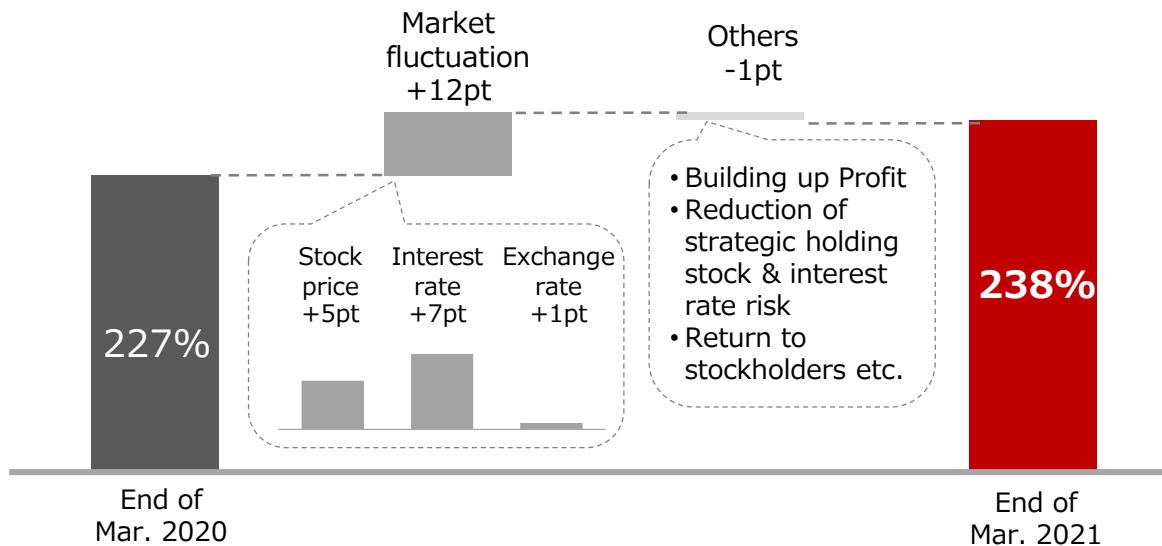 Market
fluctuation
+12pt
Others
-1pt
227%
Stock
price
+5pt
Interest
rate
+7pt
Exchange
rate
+1pt
• Building up Profit
• Reduction of
strategic holding
stock & interest
rate risk
• Return to
stockholders etc.
238%
End of
Mar. 2020
End of
Mar. 2021